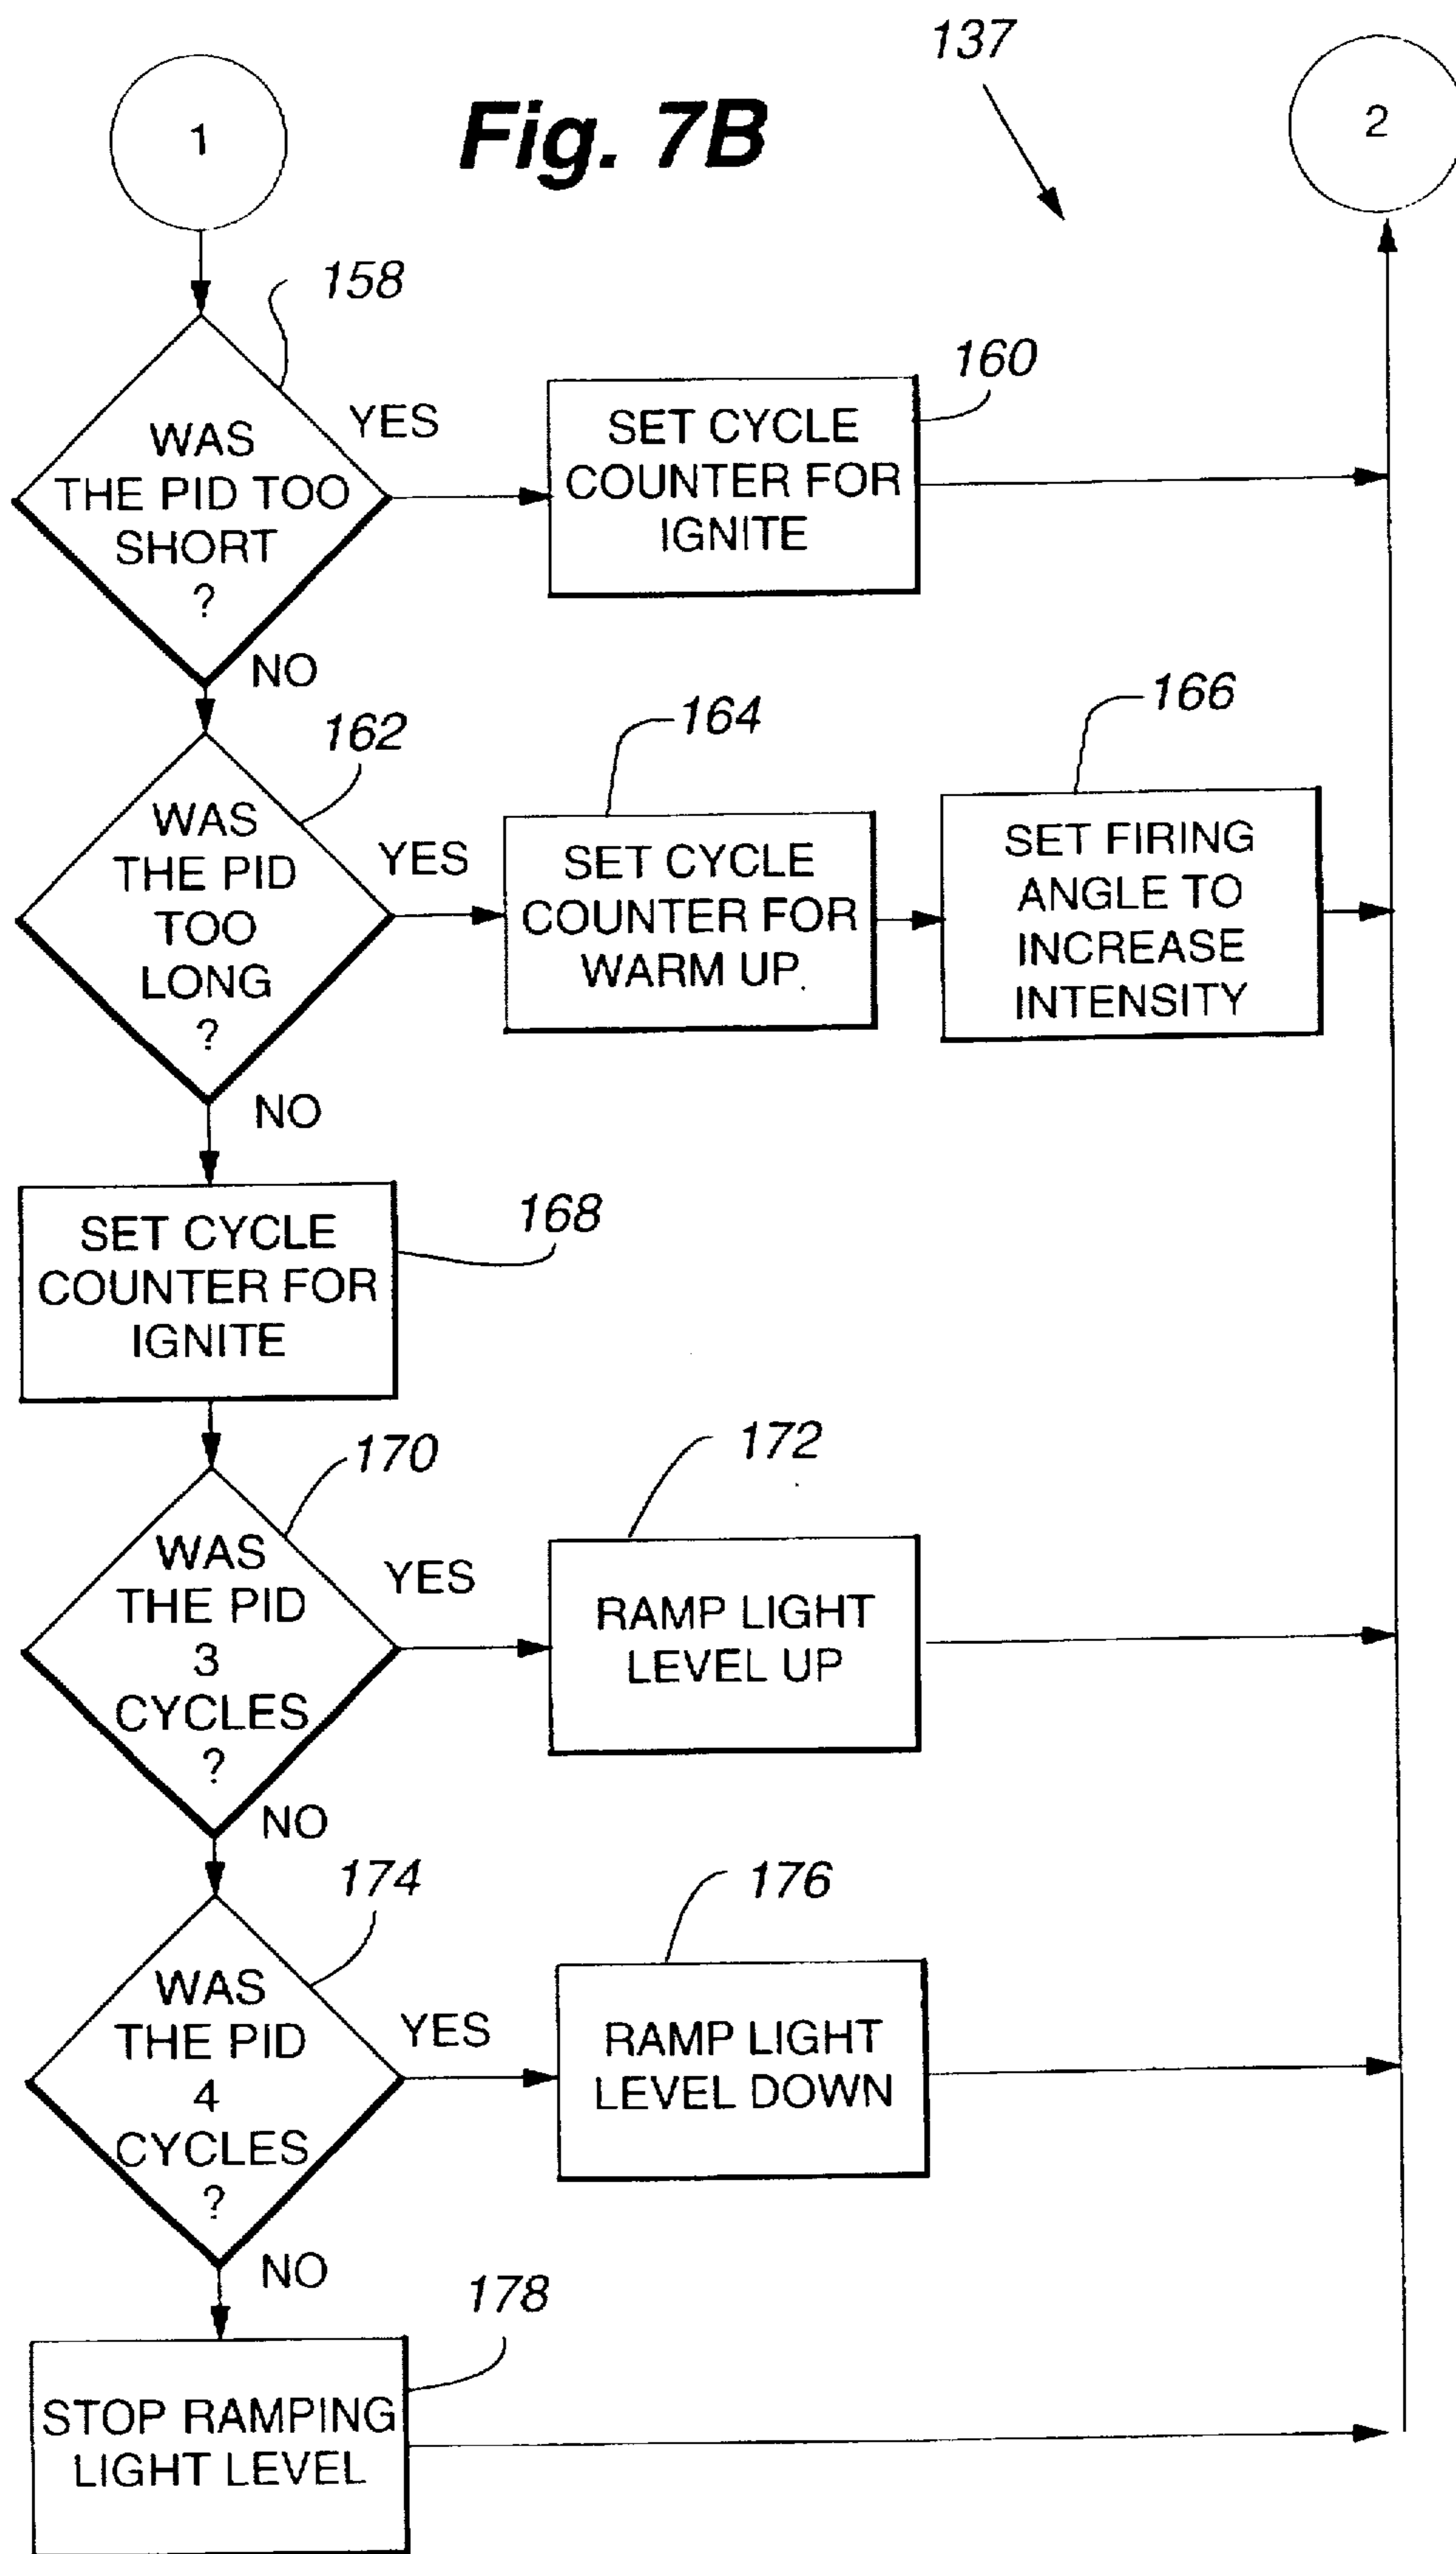 137
1
Fig. 7B
2
158
160
YES
WAS
THE PID TOO
SHORT
?
SET CYCLE
COUNTER FOR
IGNITE
NO
162
164
166
WAS
THE PID
TOO
LONG
?
YES
SET CYCLE
COUNTER FOR
WARM UP
SET FIRING
ANGLE TO
INCREASE
INTENSITY
NO
168
SET CYCLE
COUNTER FOR
IGNITE
170
172
WAS
THE PID
3
CYCLES
?
YES
RAMP LIGHT
LEVEL UP
NO
174
176
WAS
THE PID
4
CYCLES
?
YES
RAMP LIGHT
LEVEL DOWN
NO
178
STOP RAMPING
LIGHT LEVEL